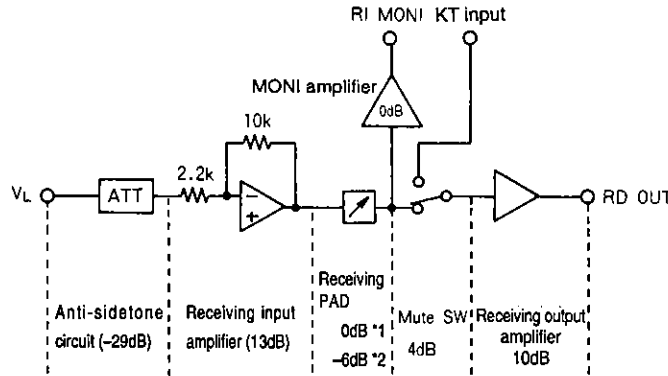 RI MONI KT input
MONI amplifier
0dB
10k
2.2k
VL
ATT
RD OUT
Anti-sidetone
circuit (−29dB)
Receiving input
amplifier (13dB)
Receiving
PAD
0dB *1
−6dB *2
Mute SW
4dB
Receiving output
amplifier
10dB